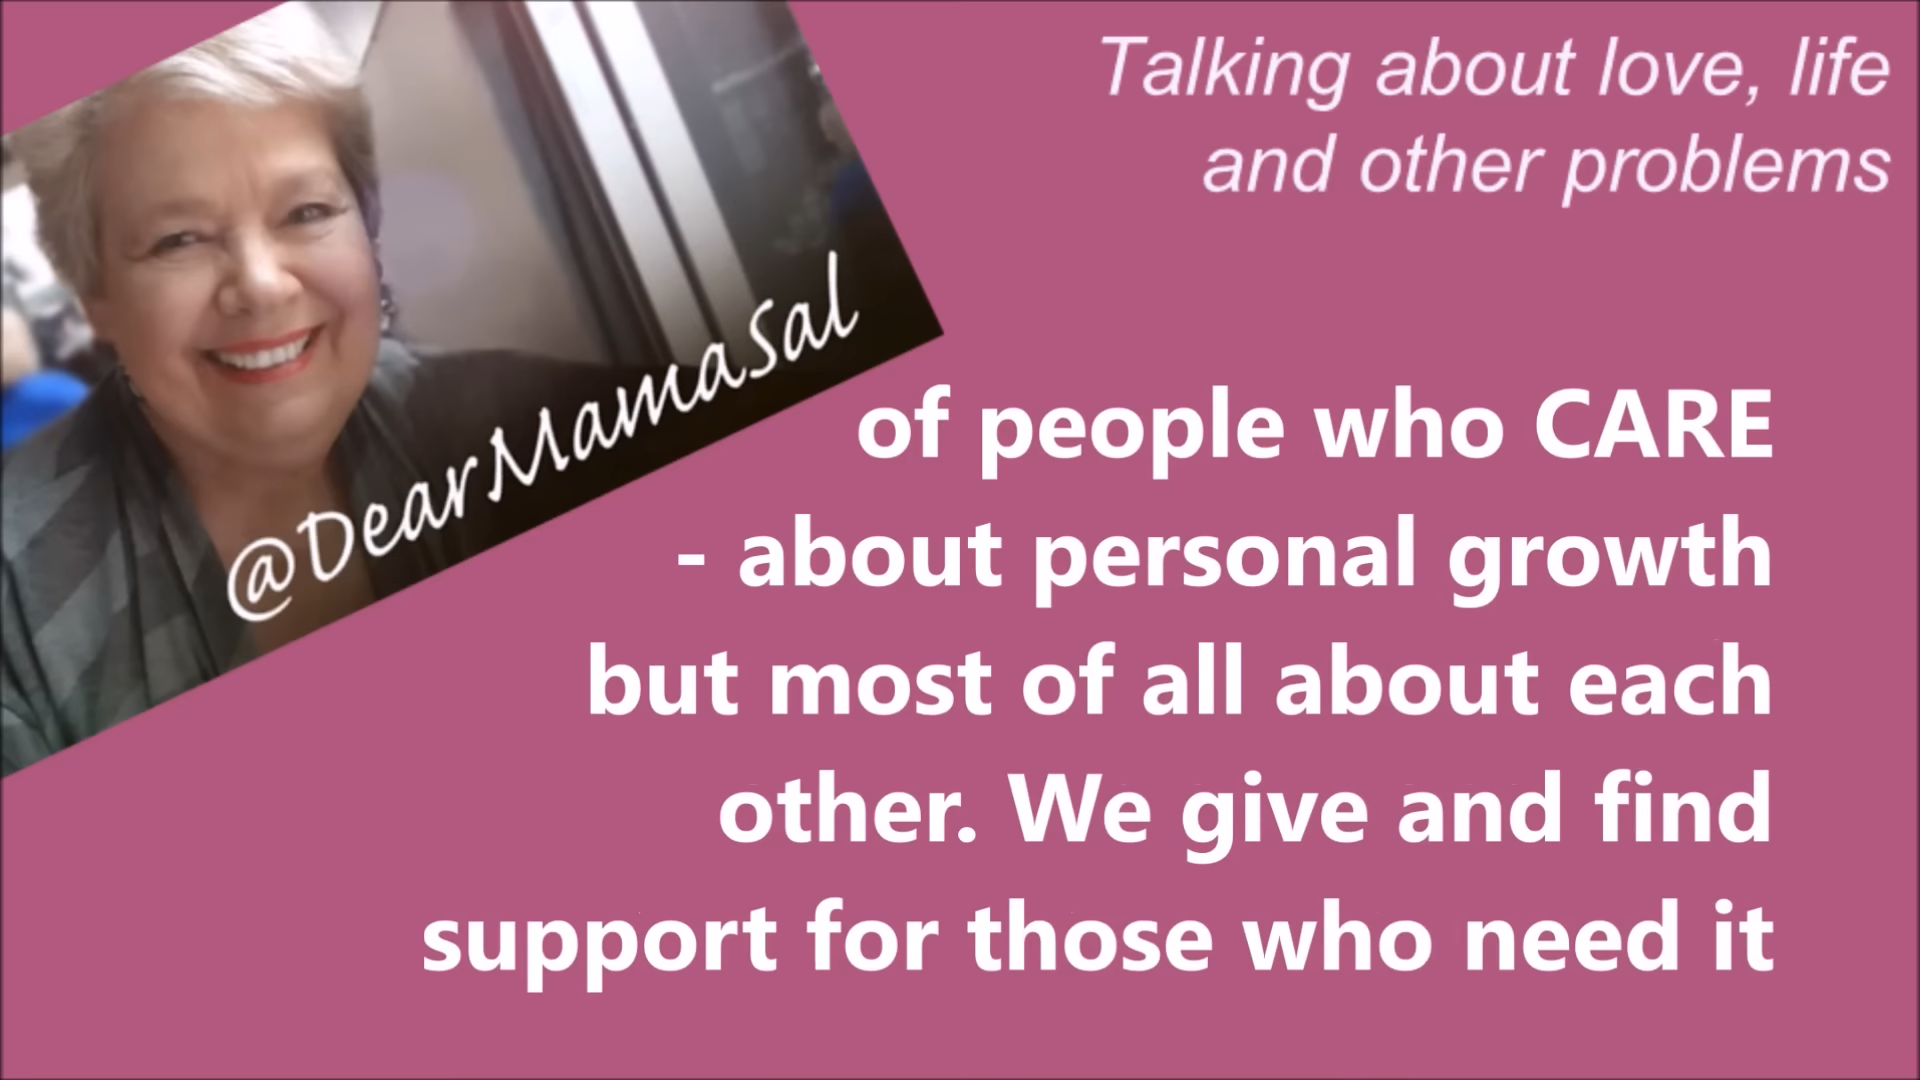 Talking about love, life
and other problems
@DearMamaSal
of people who CARE
- about personal growth
but most of all about each
other. We give and find
support for those who need it